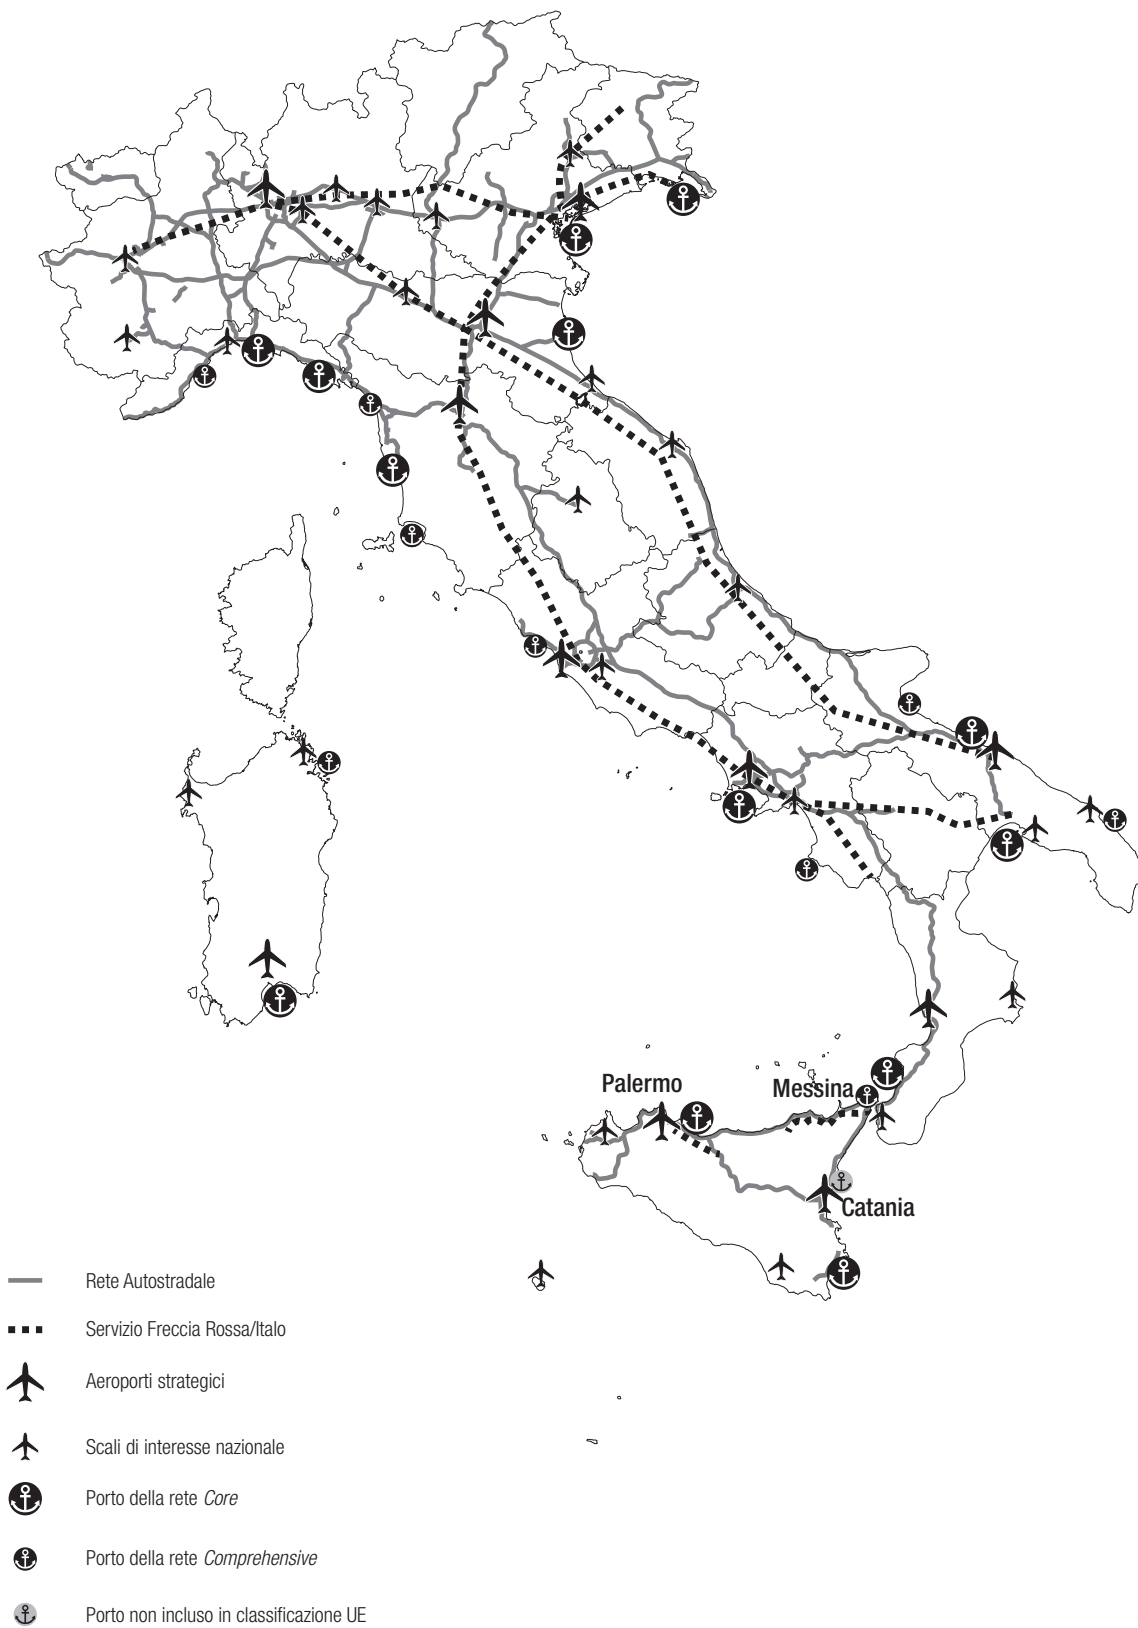 Palermo
Messina
Catania
Rete Autostradale
Servizio Freccia Rossa/Italo
Aeroporti strategici
Scali di interesse nazionale
Porto della rete Core
Porto della rete Comprehensive
Porto non incluso in classificazione UE